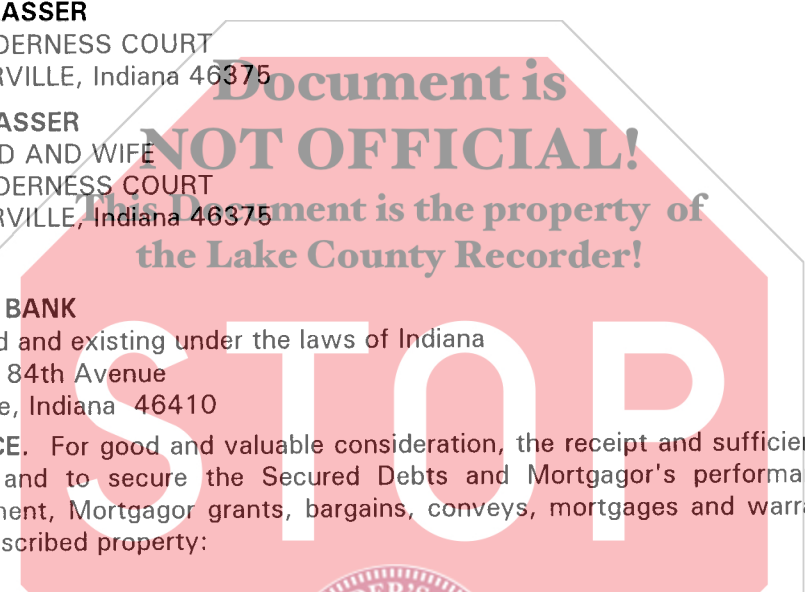 ASSER
DERNESS COURT
RVILLE, Indiana 46375
Document is
ASSER
D AND WIFE
NOT OFFICIAL!
DERNESS COURT
RVILLE, Indiana 46375
This Document is the property of
the Lake County Recorder!
BANK
d and existing under the laws of Indiana
84th Avenue
e, Indiana 46410
STOP
CE. For good and valuable consideration, the receipt and sufficien
and to secure the Secured Debts and Mortgagor's performa
ment, Mortgagor grants, bargains, conveys, mortgages and warra
scribed property: